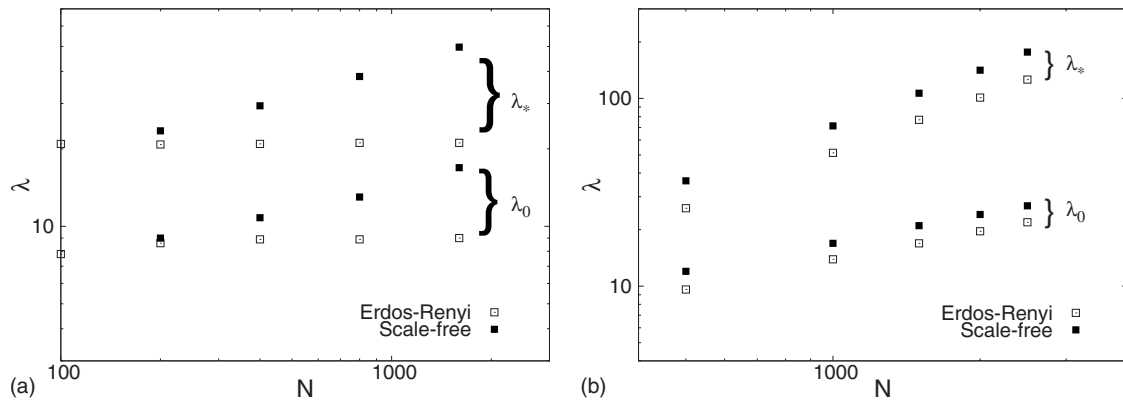 λ
10
100
1000
N
(a)
λ*
λ0
Erdos-Renyi
Scale-free
λ
100
10
1000
N
(b)
λ*
λ0
Erdos-Renyi
Scale-free